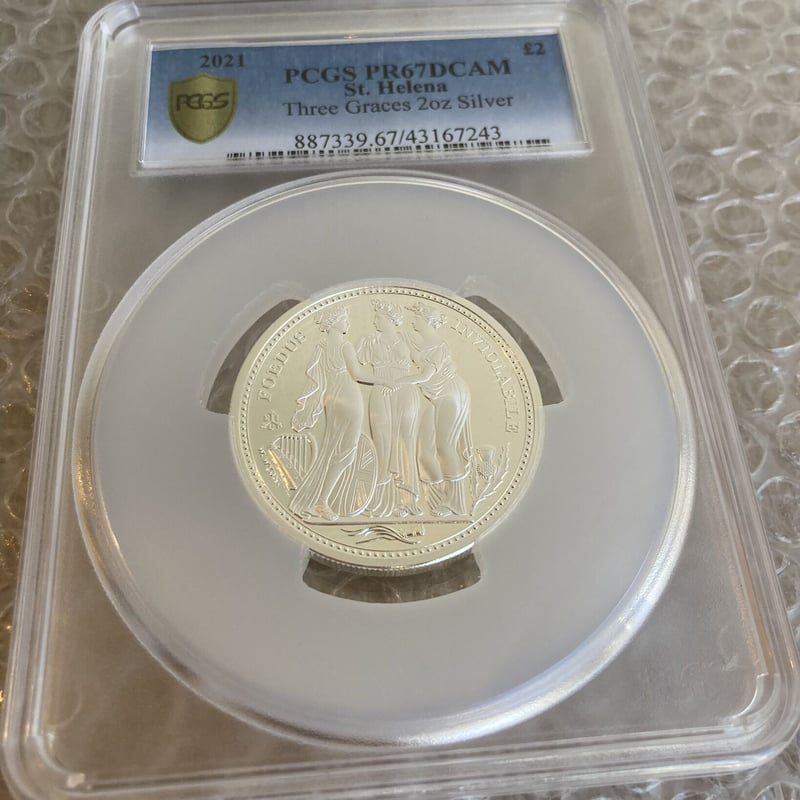 2021
£2
PCGS
PCGS PR67DCAM
St. Helena
Three Graces 2oz Silver
887339.67/43167243
FOEDUS INVIOLABILE